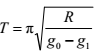 T = π√(R / (g₀ − g₁))